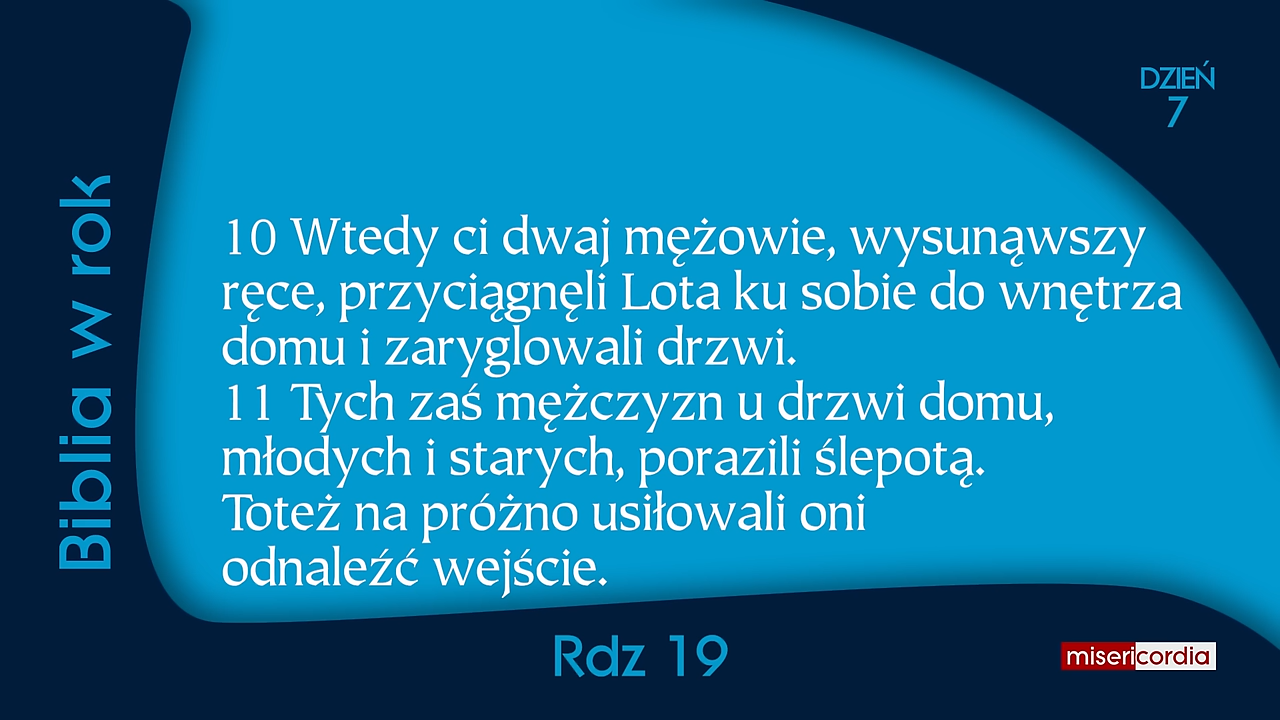 DZIEŃ
7
Biblia w rok
10 Wtedy ci dwaj mężowie, wysunąwszy
ręce, przyciągnęli Lota ku sobie do wnętrza
domu i zaryglowali drzwi.
11 Tych zaś mężczyzn u drzwi domu,
młodych i starych, porazili ślepotą.
Toteż na próżno usiłowali oni
odnaleźć wejście.
Rdz 19
misericordia